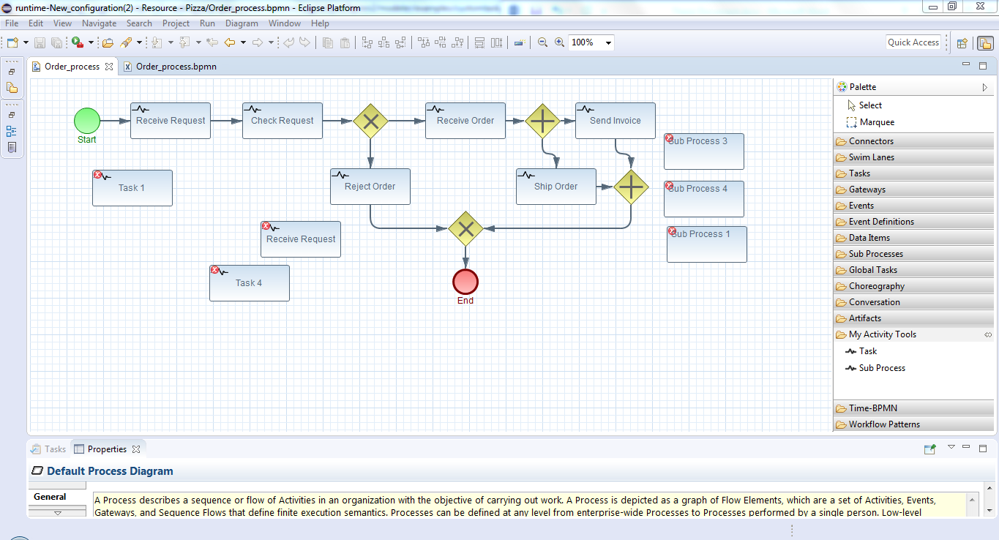 runtime-New_configuration(2) - Resource - Pizza/Order_process.bpmn - Eclipse Platform
File Edit View Navigate Search Project Run Diagram Window Help
100%
Quick Access
Order_process
Order_process.bpmn
Start
Receive Request
Check Request
Receive Order
Send Invoice
Sub Process 3
Task 1
Reject Order
Ship Order
Sub Process 4
Receive Request
Sub Process 1
Task 4
End
Palette
Select
Marquee
Connectors
Swim Lanes
Tasks
Gateways
Events
Event Definitions
Data Items
Sub Processes
Global Tasks
Choreography
Conversation
Artifacts
My Activity Tools
Task
Sub Process
Time-BPMN
Workflow Patterns
Tasks
Properties
Default Process Diagram
General
A Process describes a sequence or flow of Activities in an organization with the objective of carrying out work. A Process is depicted as a graph of Flow Elements, which are a set of Activities, Events,
Gateways, and Sequence Flows that define finite execution semantics. Processes can be defined at any level from enterprise-wide Processes to Processes performed by a single person. Low-level